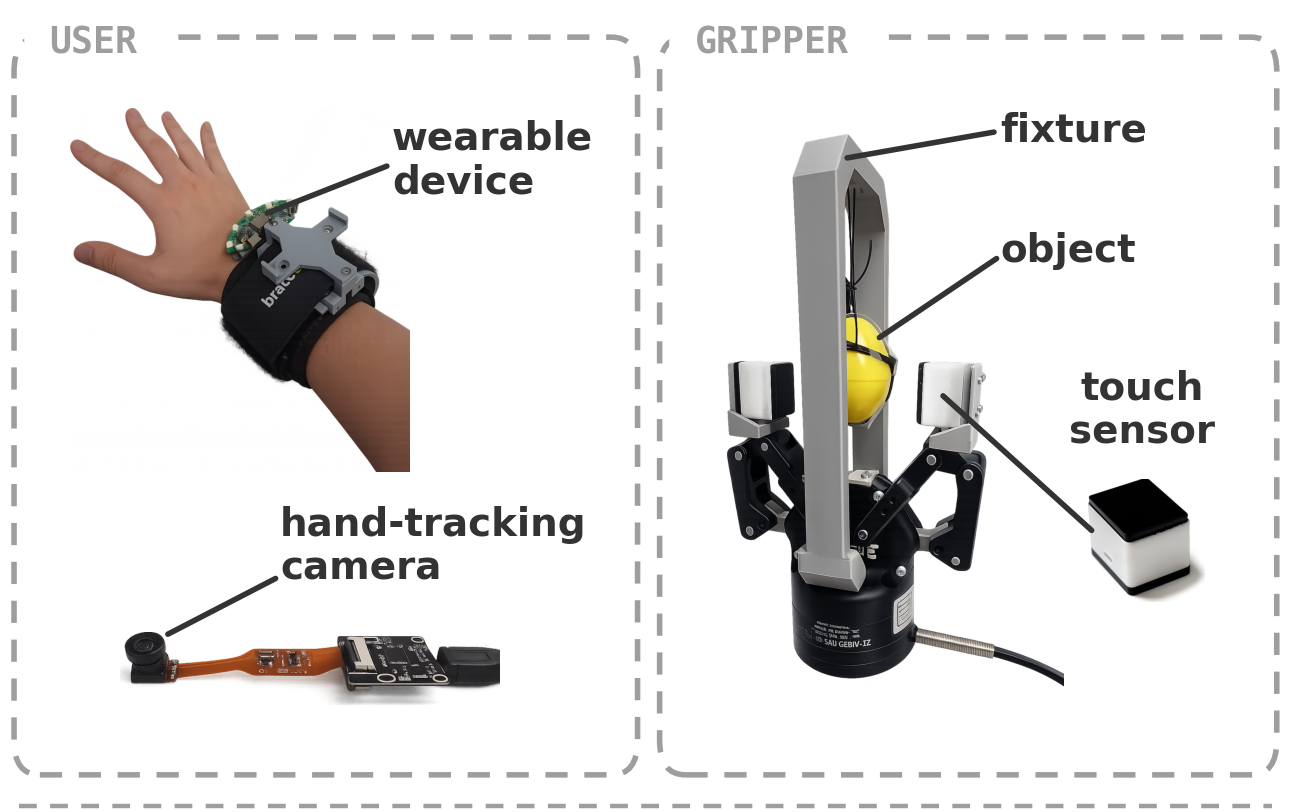 USER
GRIPPER
wearable
device
fixture
object
touch
sensor
hand-tracking
camera